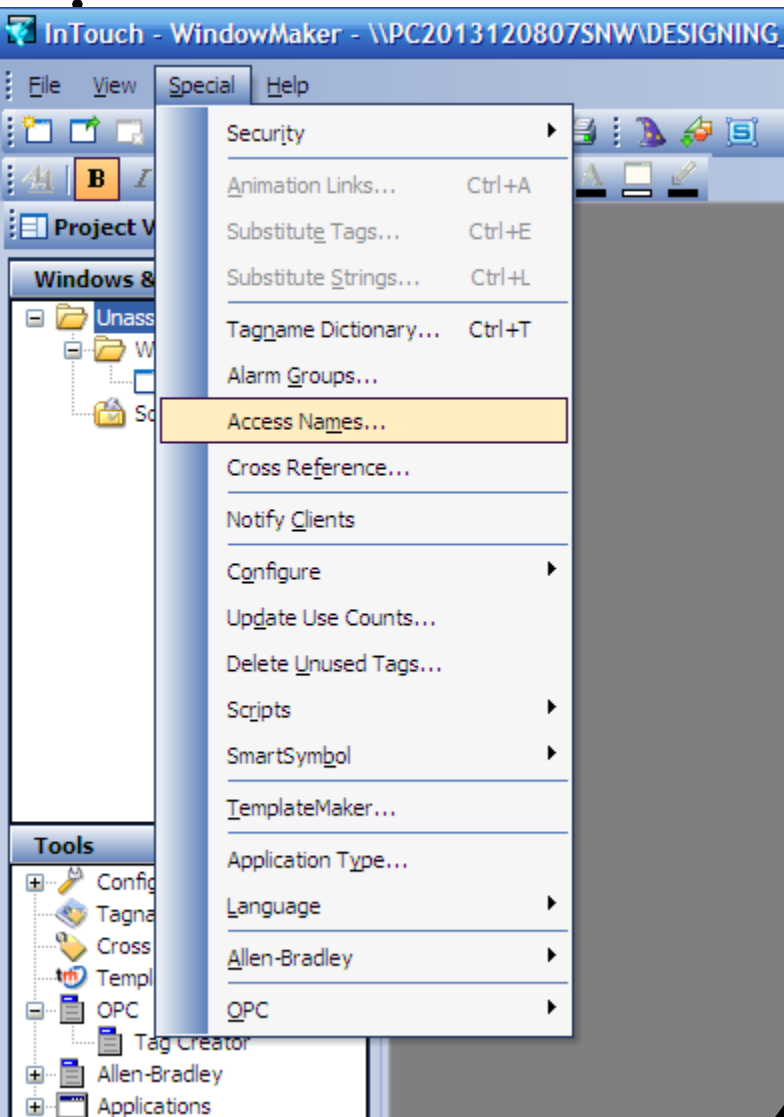 InTouch - WindowMaker - \\PC2013120807SNW\DESIGNING_
File View Special Help
B I
Project V
Windows &
Unass
W
Sc
Security
Animation Links... Ctrl+A
Substitute Tags... Ctrl+E
Substitute Strings... Ctrl+L
Tagname Dictionary... Ctrl+T
Alarm Groups...
Access Names...
Cross Reference...
Notify Clients
Configure
Update Use Counts...
Delete Unused Tags...
Scripts
SmartSymbol
TemplateMaker...
Application Type...
Language
Allen-Bradley
OPC
Tools
Config
Tagna
Cross
Templ
OPC
Tag Creator
Allen-Bradley
Applications